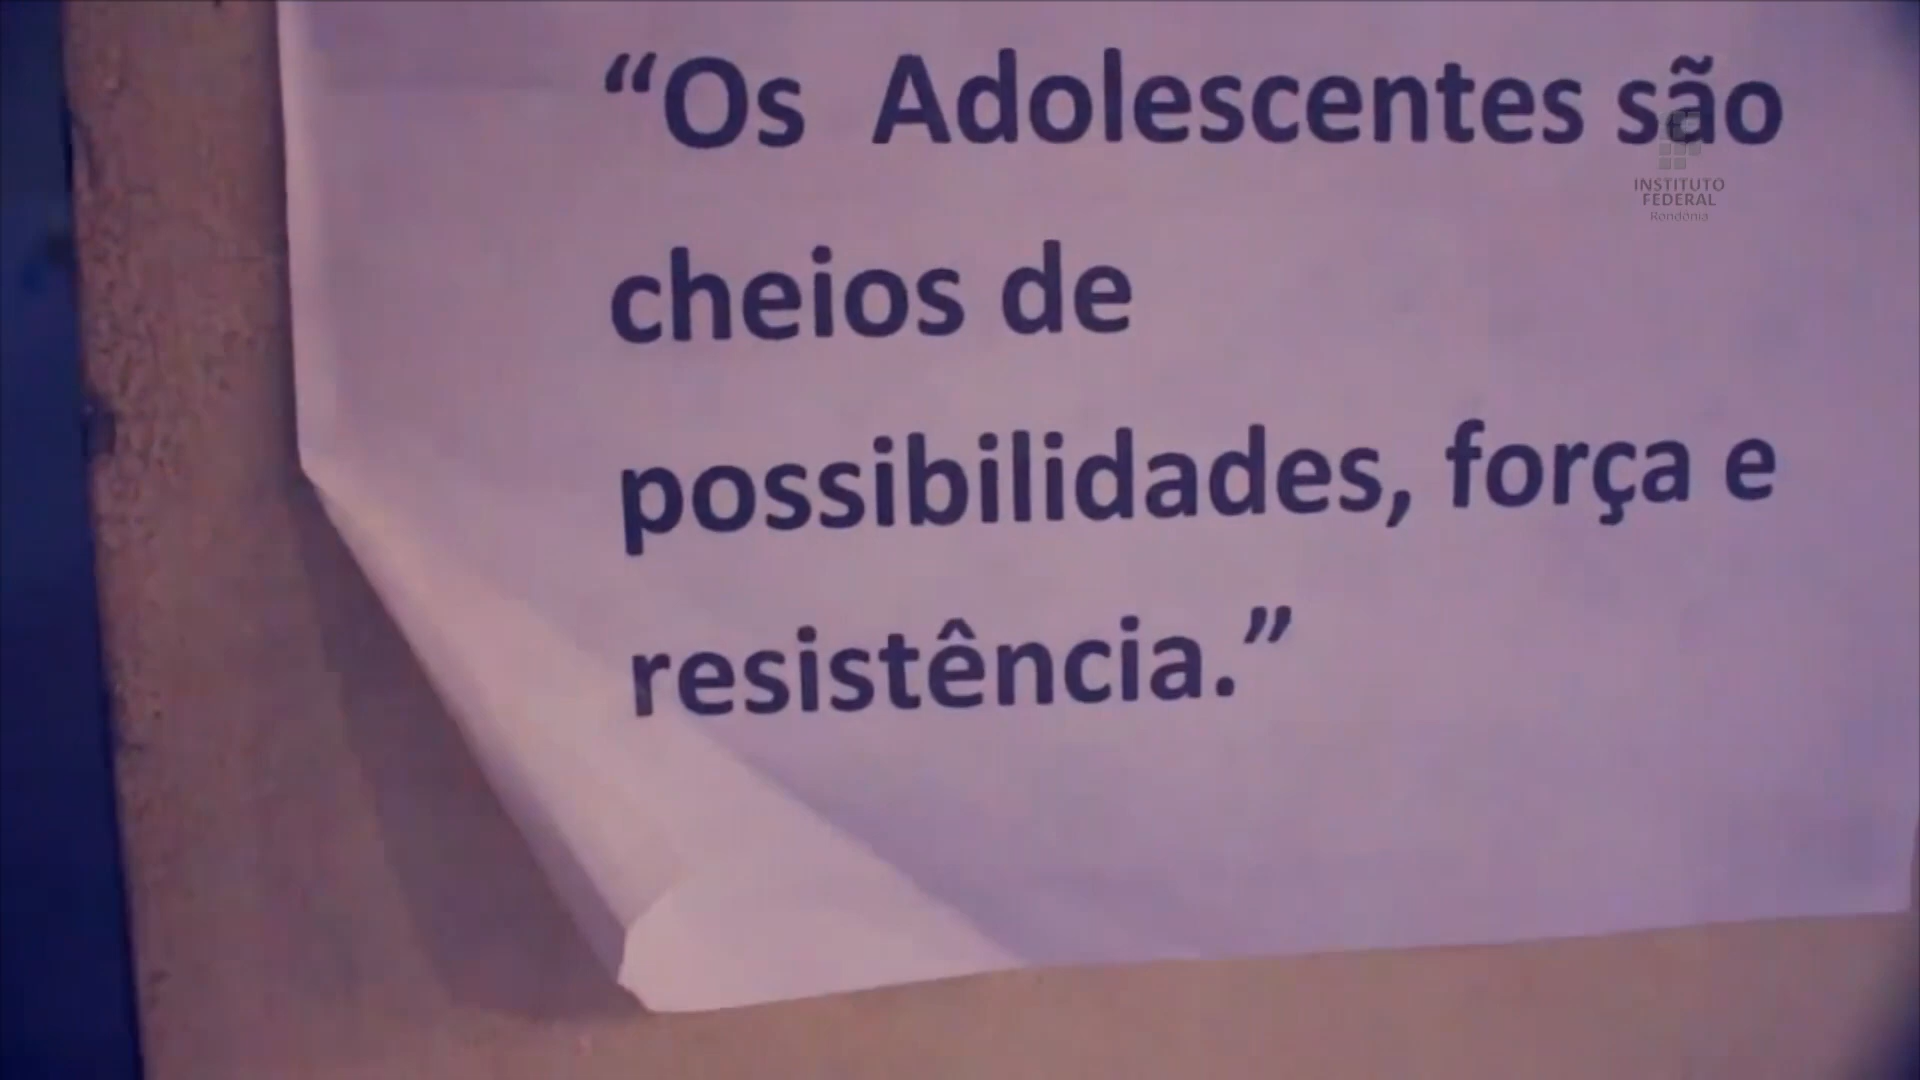 “Os Adolescentes são
cheios de
possibilidades, força e
resistência.”
INSTITUTO
FEDERAL
Rondônia